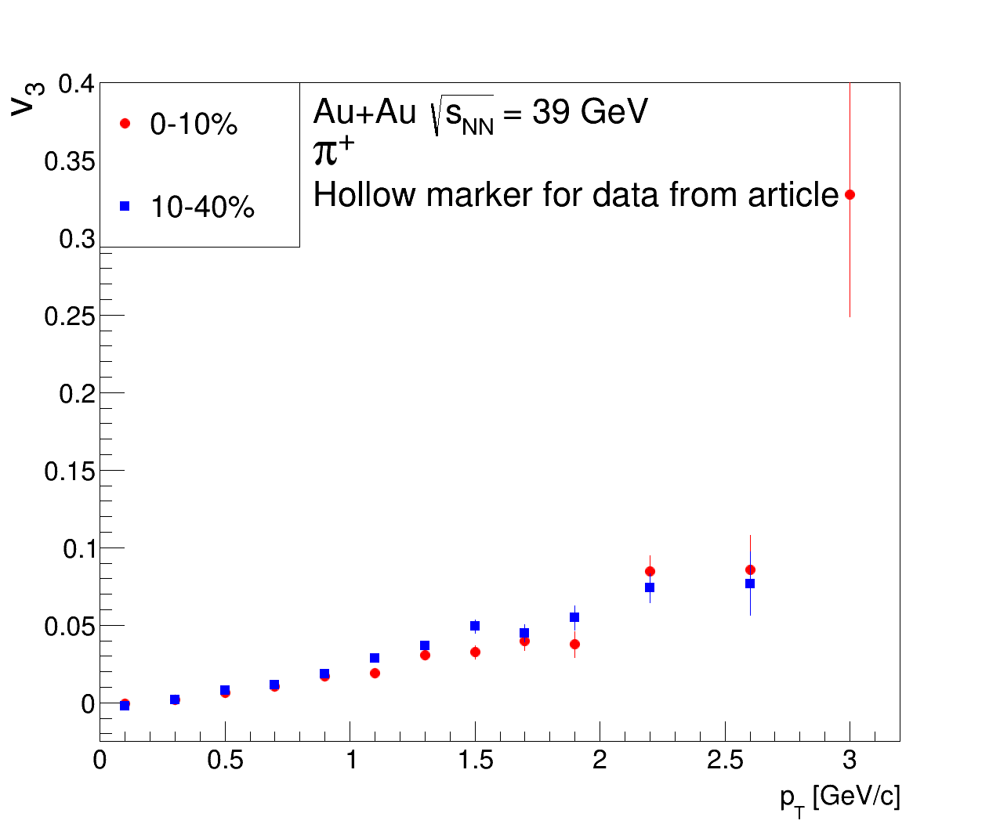 v3
0.4
0.35
0.3
0.25
0.2
0.15
0.1
0.05
0
0-10%
10-40%
Au+Au √sNN = 39 GeV
π+
Hollow marker for data from article
0 0.5 1 1.5 2 2.5 3
pT [GeV/c]